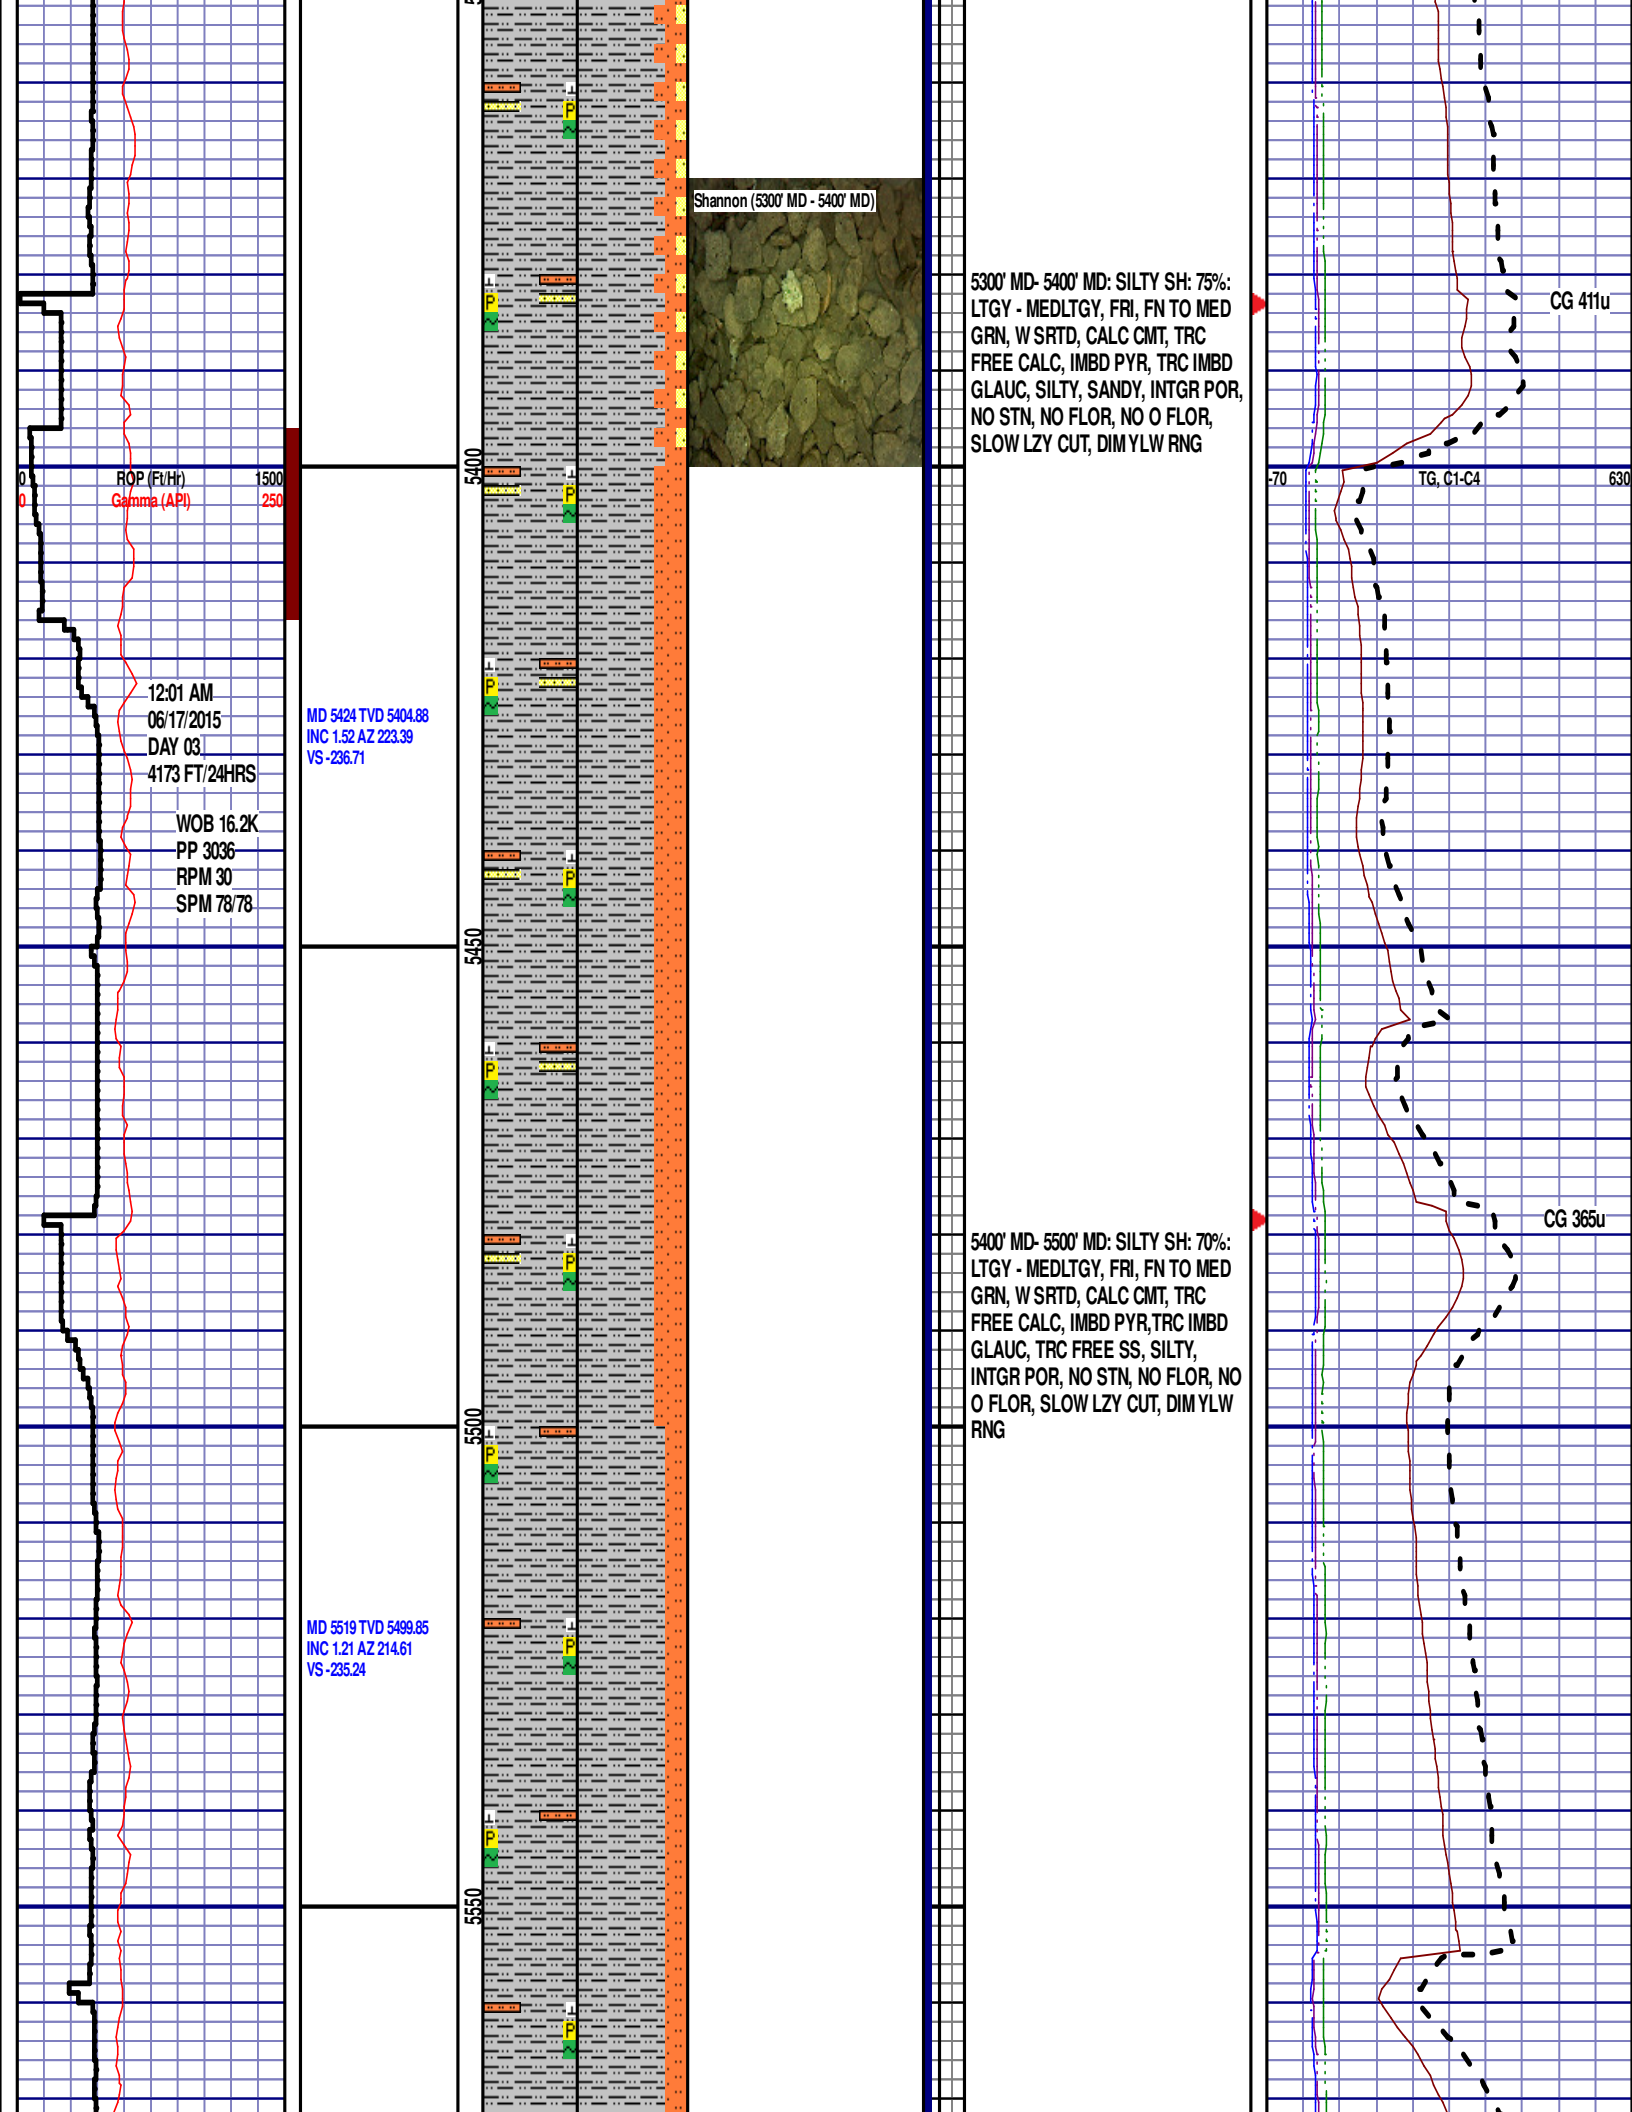 Shannon (5300' MD - 5400' MD)
5300' MD- 5400' MD: SILTY SH: 75%:
LTGY - MEDLTGY, FRI, FN TO MED
GRN, W SRTD, CALC CMT, TRC
FREE CALC, IMBD PYR, TRC IMBD
GLAUC, SILTY, SANDY, INTGR POR,
NO STN, NO FLOR, NO O FLOR,
SLOW LZY CUT, DIM YLW RNG
CG 411u
5400
0 ROP (Ft/Hr) 1500
0 Gamma (API) 250
-70 TG, C1-C4 630
12:01 AM
06/17/2015
DAY 03
4173 FT/24HRS
WOB 16.2K
PP 3036
RPM 30
SPM 78/78
MD 5424 TVD 5404.88
INC 1.52 AZ 223.39
VS -236.71
5450
CG 365u
5400' MD- 5500' MD: SILTY SH: 70%:
LTGY - MEDLTGY, FRI, FN TO MED
GRN, W SRTD, CALC CMT, TRC
FREE CALC, IMBD PYR,TRC IMBD
GLAUC, TRC FREE SS, SILTY,
INTGR POR, NO STN, NO FLOR, NO
O FLOR, SLOW LZY CUT, DIM YLW
RNG
5500
MD 5519 TVD 5499.85
INC 1.21 AZ 214.61
VS -235.24
5550
P
P
P
P
P
P
P
P
P
P
P